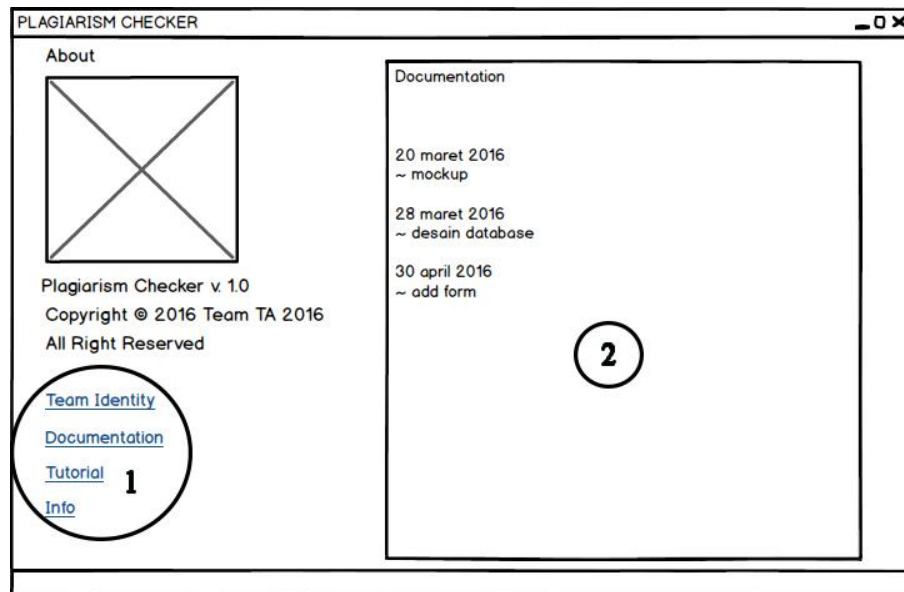 PLAGIARISM CHECKER
About
Plagiarism Checker v. 1.0
Copyright © 2016 Team TA 2016
All Right Reserved
Team Identity
Documentation
Tutorial
1
Info
Documentation
20 maret 2016
~ mockup
28 maret 2016
~ desain database
30 april 2016
~ add form
2